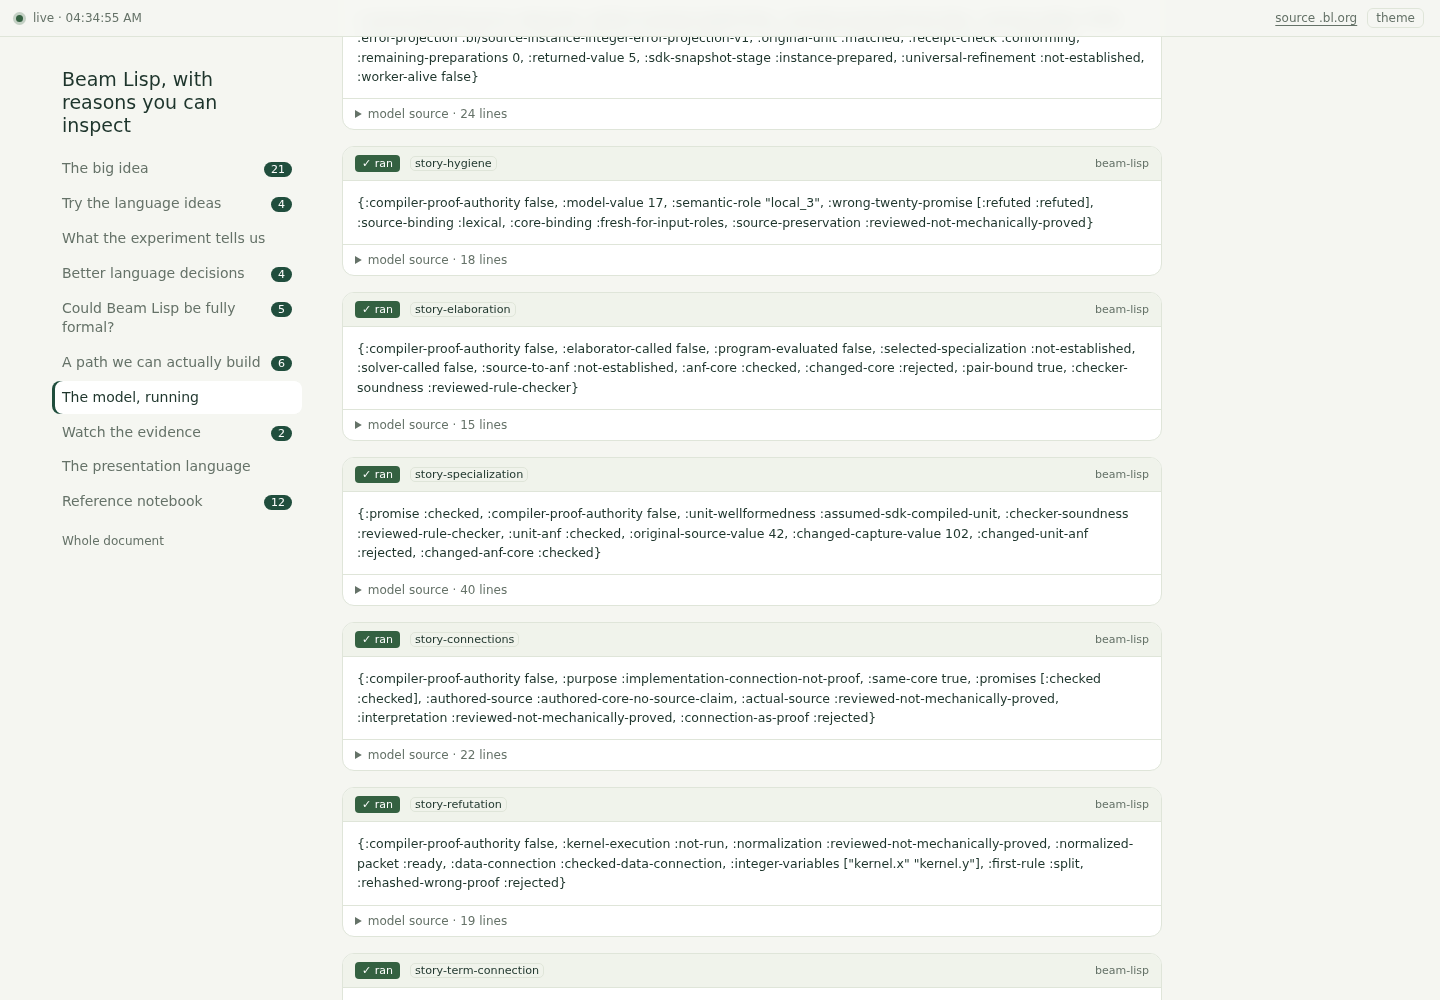 live · 04:34:55 AM
source .bl.org
theme
Beam Lisp, with
reasons you can
inspect
The big idea 21
Try the language ideas 4
What the experiment tells us
Better language decisions 4
Could Beam Lisp be fully 5
formal?
A path we can actually build 6
The model, running
Watch the evidence 2
The presentation language
Reference notebook 12
Whole document
:error-projection .bl/source-instance-integer-error-projection-v1, :original-unit :matched, :receipt-check :conforming,
:remaining-preparations 0, :returned-value 5, :sdk-snapshot-stage :instance-prepared, :universal-refinement :not-established,
:worker-alive false}
▶ model source · 24 lines
✓ ran story-hygiene beam-lisp
{:compiler-proof-authority false, :model-value 17, :semantic-role "local_3", :wrong-twenty-promise [:refuted :refuted],
:source-binding :lexical, :core-binding :fresh-for-input-roles, :source-preservation :reviewed-not-mechanically-proved}
▶ model source · 18 lines
✓ ran story-elaboration beam-lisp
{:compiler-proof-authority false, :elaborator-called false, :program-evaluated false, :selected-specialization :not-established,
:solver-called false, :source-to-anf :not-established, :anf-core :checked, :changed-core :rejected, :pair-bound true, :checker-
soundness :reviewed-rule-checker}
▶ model source · 15 lines
✓ ran story-specialization beam-lisp
{:promise :checked, :compiler-proof-authority false, :unit-wellformedness :assumed-sdk-compiled-unit, :checker-soundness
:reviewed-rule-checker, :unit-anf :checked, :original-source-value 42, :changed-capture-value 102, :changed-unit-anf
:rejected, :changed-anf-core :checked}
▶ model source · 40 lines
✓ ran story-connections beam-lisp
{:compiler-proof-authority false, :purpose :implementation-connection-not-proof, :same-core true, :promises [:checked
:checked], :authored-source :authored-core-no-source-claim, :actual-source :reviewed-not-mechanically-proved,
:interpretation :reviewed-not-mechanically-proved, :connection-as-proof :rejected}
▶ model source · 22 lines
✓ ran story-refutation beam-lisp
{:compiler-proof-authority false, :kernel-execution :not-run, :normalization :reviewed-not-mechanically-proved, :normalized-
packet :ready, :data-connection :checked-data-connection, :integer-variables ["kernel.x" "kernel.y"], :first-rule :split,
:rehashed-wrong-proof :rejected}
▶ model source · 19 lines
✓ ran story-term-connection beam-lisp